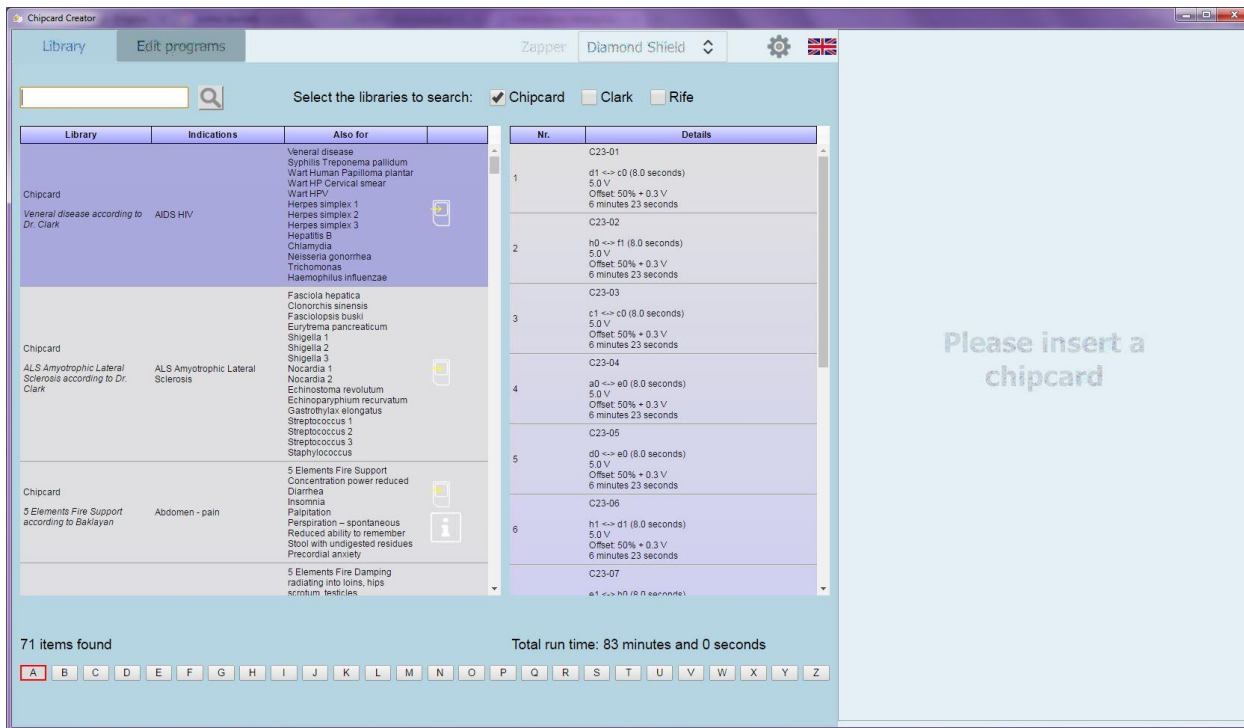 Chipcard Creator
Library
Edit programs
Zapper
Diamond Shield
Select the libraries to search:
Chipcard
Clark
Rife
Library
Indications
Also for
Chipcard
Veneral disease according to
Dr. Clark
AIDS HIV
Veneral disease
Syphilis Treponema pallidum
Wart Human Papilloma plantar
Wart HP Cervical smear
Wart HPV
Herpes simplex 1
Herpes simplex 2
Herpes simplex 3
Hepatitis B
Chlamydia
Neisseria gonorrhea
Trichomonas
Haemophilus influenzae
Chipcard
ALS Amyotrophic Lateral
Sclerosis according to Dr.
Clark
ALS Amyotrophic Lateral
Sclerosis
Fasciola hepatica
Clonorchis sinensis
Fasciolopsis buski
Eurytrema pancreaticum
Shigella 1
Shigella 2
Shigella 3
Nocardia 1
Nocardia 2
Echinostoma revolutum
Echinoparyphium recurvatum
Gastrothylax elongatus
Streptococcus 1
Streptococcus 2
Streptococcus 3
Staphylococcus
Chipcard
5 Elements Fire Support
according to Baklayan
Abdomen - pain
5 Elements Fire Support
Concentration power reduced
Diarrhea
Insomnia
Palpitation
Perspiration – spontaneous
Reduced ability to remember
Stool with undigested residues
Precordial anxiety
5 Elements Fire Damping
radiating into loins, hips
scrotum, testicles
Nr.
Details
1
C23-01
d1 <-> c0 (8.0 seconds)
5.0 V
Offset: 50% + 0.3 V
6 minutes 23 seconds
2
C23-02
h0 <-> f1 (8.0 seconds)
5.0 V
Offset: 50% + 0.3 V
6 minutes 23 seconds
3
C23-03
c1 <-> c0 (8.0 seconds)
5.0 V
Offset: 50% + 0.3 V
6 minutes 23 seconds
4
C23-04
a0 <-> e0 (8.0 seconds)
5.0 V
Offset: 50% + 0.3 V
6 minutes 23 seconds
5
C23-05
d0 <-> e0 (8.0 seconds)
5.0 V
Offset: 50% + 0.3 V
6 minutes 23 seconds
6
C23-06
h1 <-> d1 (8.0 seconds)
5.0 V
Offset: 50% + 0.3 V
6 minutes 23 seconds
C23-07
e1 <-> h0 (8.0 seconds)
Please insert a
chipcard
71 items found
Total run time: 83 minutes and 0 seconds
A B C D E F G H I J K L M N O P Q R S T U V W X Y Z